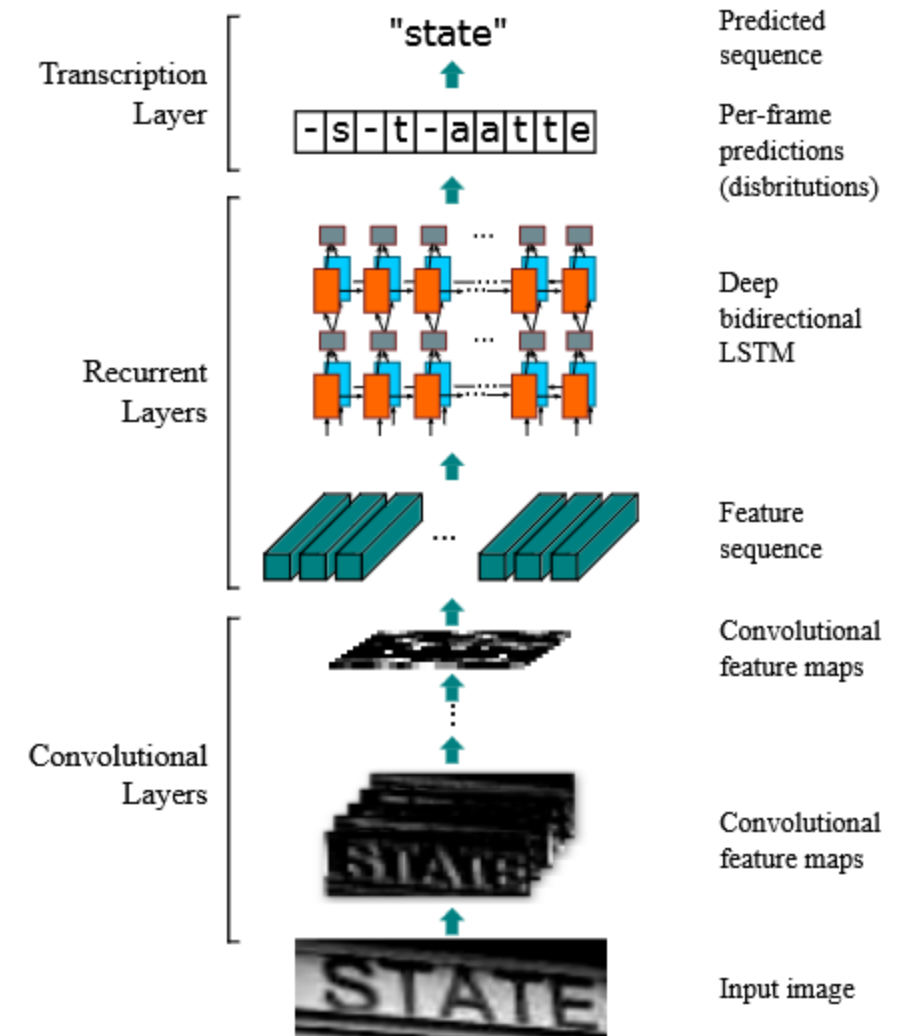 "state"
Predicted
sequence
Transcription
Layer
-s-t-aatte
Per-frame
predictions
(disbritutions)
Deep
bidirectional
LSTM
Recurrent
Layers
Feature
sequence
Convolutional
feature maps
Convolutional
Layers
STATE
Convolutional
feature maps
STATE
Input image